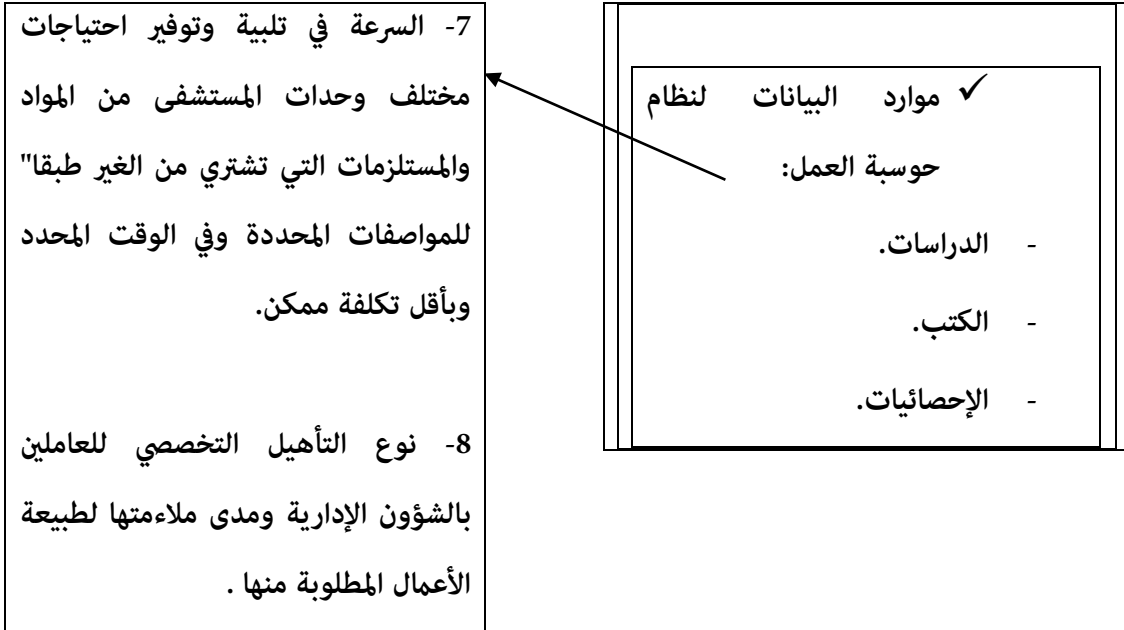 ✓ موارد البيانات لنظام
حوسبة العمل:
- الدراسات.
- الكتب.
- الإحصائيات.
7- السرعة في تلبية وتوفير احتياجات
مختلف وحدات المستشفى من المواد
والمستلزمات التي تشتري من الغير طبقا"
للمواصفات المحددة وفي الوقت المحدد
وبأقل تكلفة ممكن.
8- نوع التأهيل التخصصي للعاملين
بالشؤون الإدارية ومدى ملاءمتها لطبيعة
الأعمال المطلوبة منها .